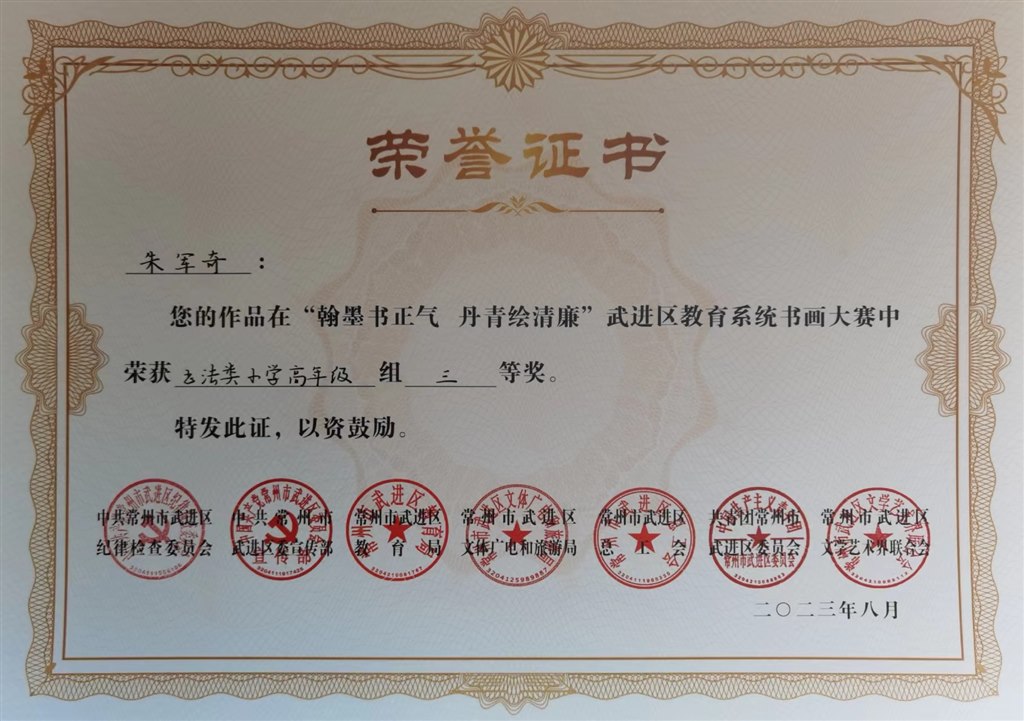 荣誉证书
朱军奇：
您的作品在“翰墨书正气 丹青绘清廉”武进区教育系统书画大赛中
荣获书法类小学高年级组三等奖。
特发此证，以资鼓励。
中共常州市武进区 中共常州市 常州市武进区 常州市武进区 常州市武进区 共青团常州市 常州市武进区
纪律检查委员会 武进区委宣传部 教育局 文体广电和旅游局 总工会 武进区委员会 文学艺术界联合会
二〇二三年八月